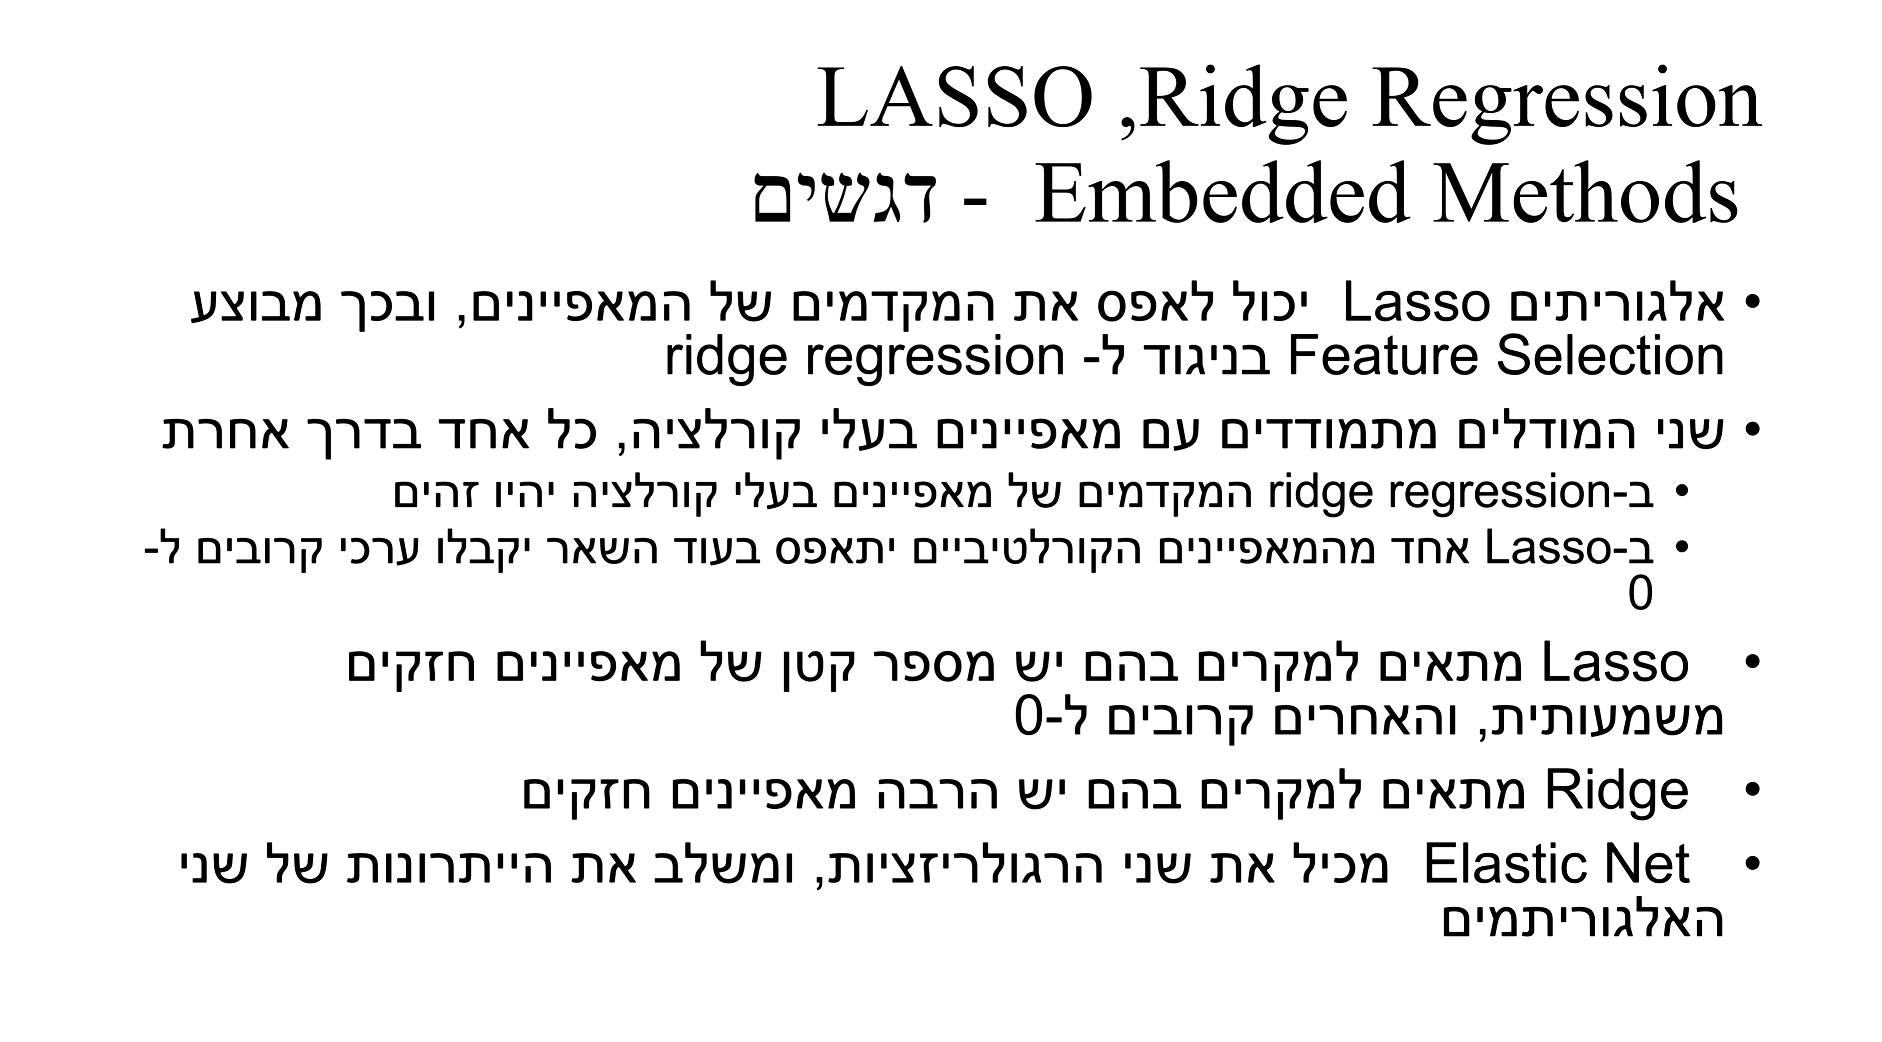 LASSO ,Ridge Regression
Embedded Methods - דגשים
• אלגוריתים Lasso יכול לאפס את המקדמים של המאפיינים, ובכך מבוצע
Feature Selection בניגוד ל- ridge regression
• שני המודלים מתמודדים עם מאפיינים בעלי קורלציה, כל אחד בדרך אחרת
• ב-ridge regression המקדמים של מאפיינים בעלי קורלציה יהיו זהים
• ב-Lasso אחד מהמאפיינים הקורלטיביים יתאפס בעוד השאר יקבלו ערכי קרובים ל-
0
• Lasso מתאים למקרים בהם יש מספר קטן של מאפיינים חזקים
משמעותית, והאחרים קרובים ל-0
• Ridge מתאים למקרים בהם יש הרבה מאפיינים חזקים
• Elastic Net מכיל את שני הרגולריזציות, ומשלב את הייתרונות של שני
האלגוריתמים